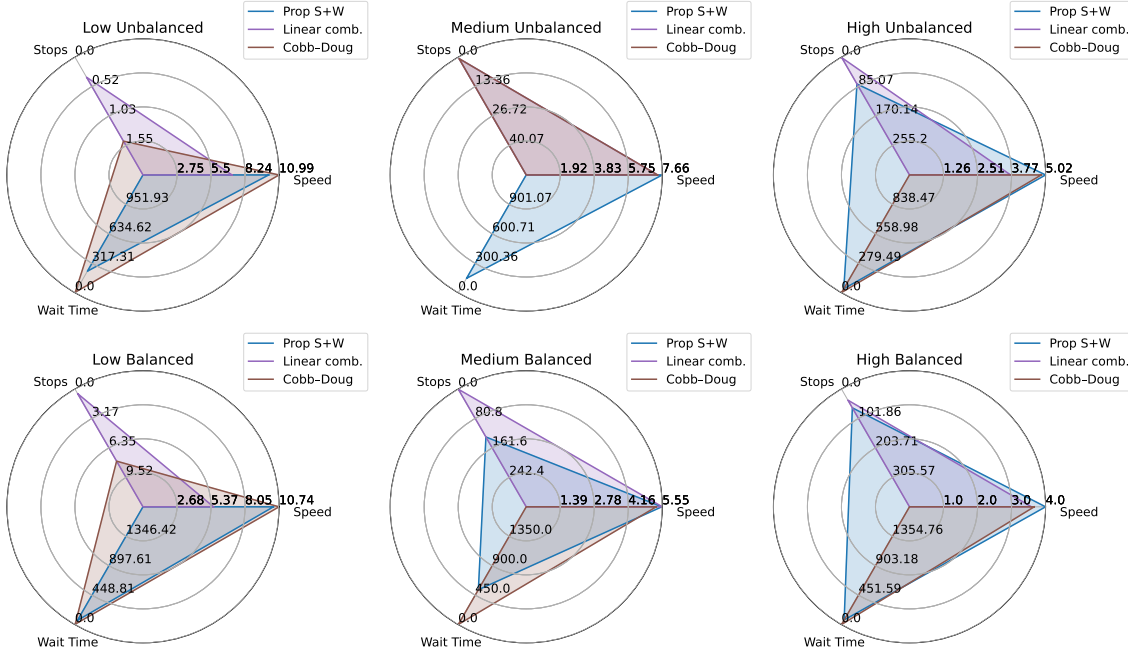 Low Unbalanced
Prop S+W
Linear comb.
Cobb–Doug
Stops
0.0
0.52
1.03
1.55
2.75
5.5
8.24
10.99
Speed
951.93
634.62
317.31
0.0
Wait Time
Medium Unbalanced
Prop S+W
Linear comb.
Cobb–Doug
Stops
0.0
13.36
26.72
40.07
1.92
3.83
5.75
7.66
Speed
901.07
600.71
300.36
0.0
Wait Time
High Unbalanced
Prop S+W
Linear comb.
Cobb–Doug
Stops
0.0
85.07
170.14
255.2
1.26
2.51
3.77
5.02
Speed
838.47
558.98
279.49
0.0
Wait Time
Low Balanced
Prop S+W
Linear comb.
Cobb–Doug
Stops
0.0
3.17
6.35
9.52
2.68
5.37
8.05
10.74
Speed
1346.42
897.61
448.81
0.0
Wait Time
Medium Balanced
Prop S+W
Linear comb.
Cobb–Doug
Stops
0.0
80.8
161.6
242.4
1.39
2.78
4.16
5.55
Speed
1350.0
900.0
450.0
0.0
Wait Time
High Balanced
Prop S+W
Linear comb.
Cobb–Doug
Stops
0.0
101.86
203.71
305.57
1.0
2.0
3.0
4.0
Speed
1354.76
903.18
451.59
0.0
Wait Time